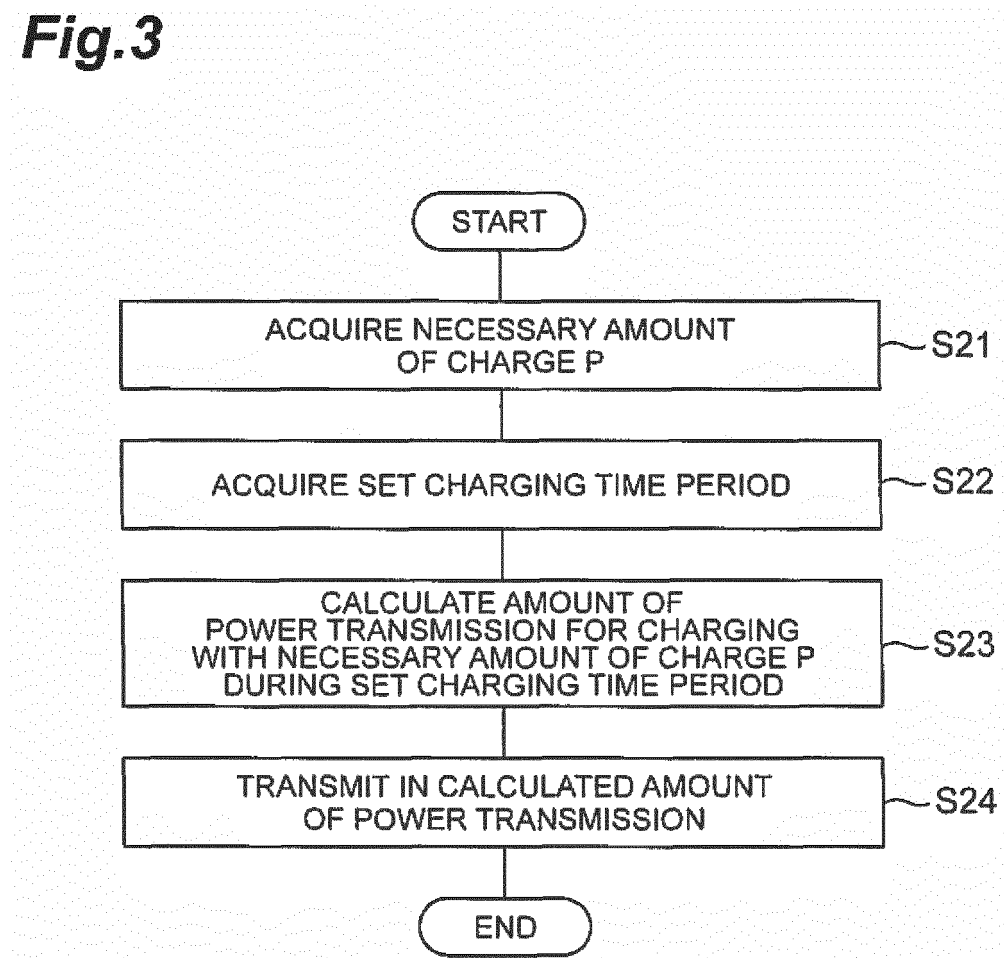 Fig.3
START
ACQUIRE NECESSARY AMOUNT
OF CHARGE P
S21
ACQUIRE SET CHARGING TIME PERIOD
S22
CALCULATE AMOUNT OF
POWER TRANSMISSION FOR CHARGING
WITH NECESSARY AMOUNT OF CHARGE P
DURING SET CHARGING TIME PERIOD
S23
TRANSMIT IN CALCULATED AMOUNT
OF POWER TRANSMISSION
S24
END